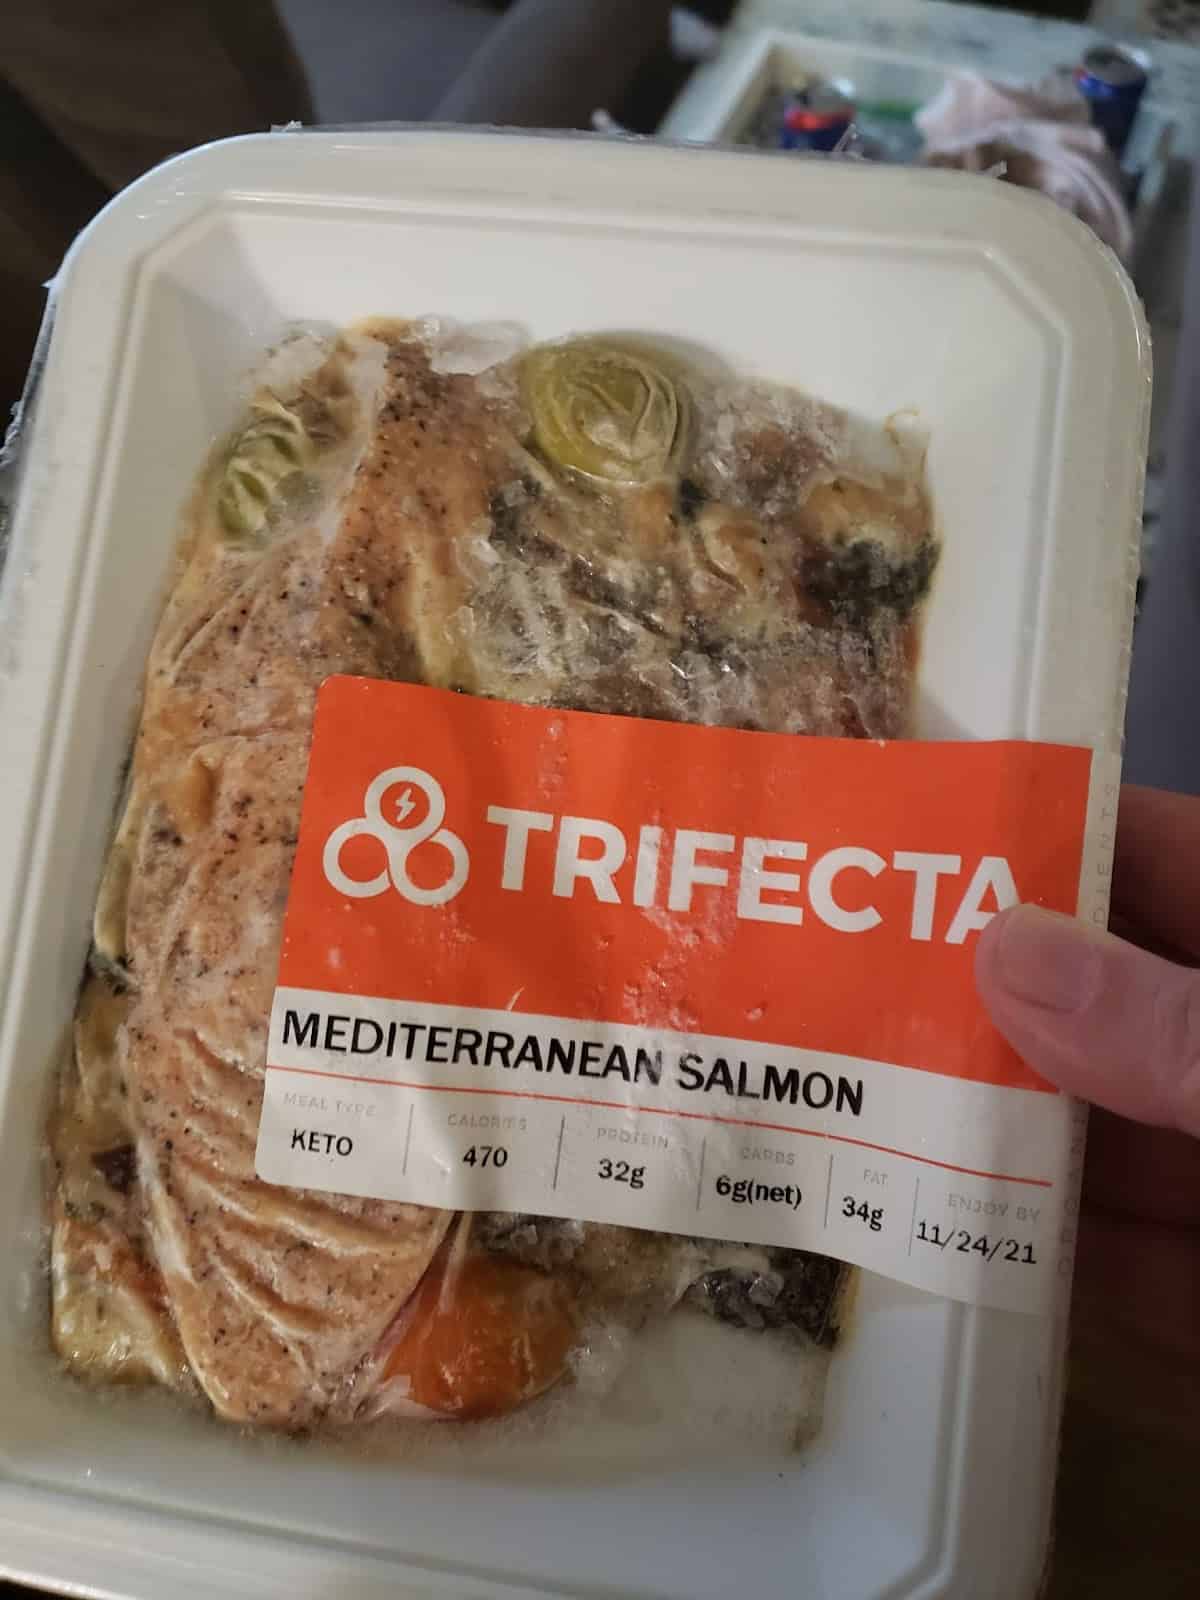 TRIFECTA
MEDITERRANEAN SALMON
MEAL TYPE CALORIES PROTEIN CARBS FAT ENJOY BY
KETO 470 32g 6g(net) 34g 11/24/21